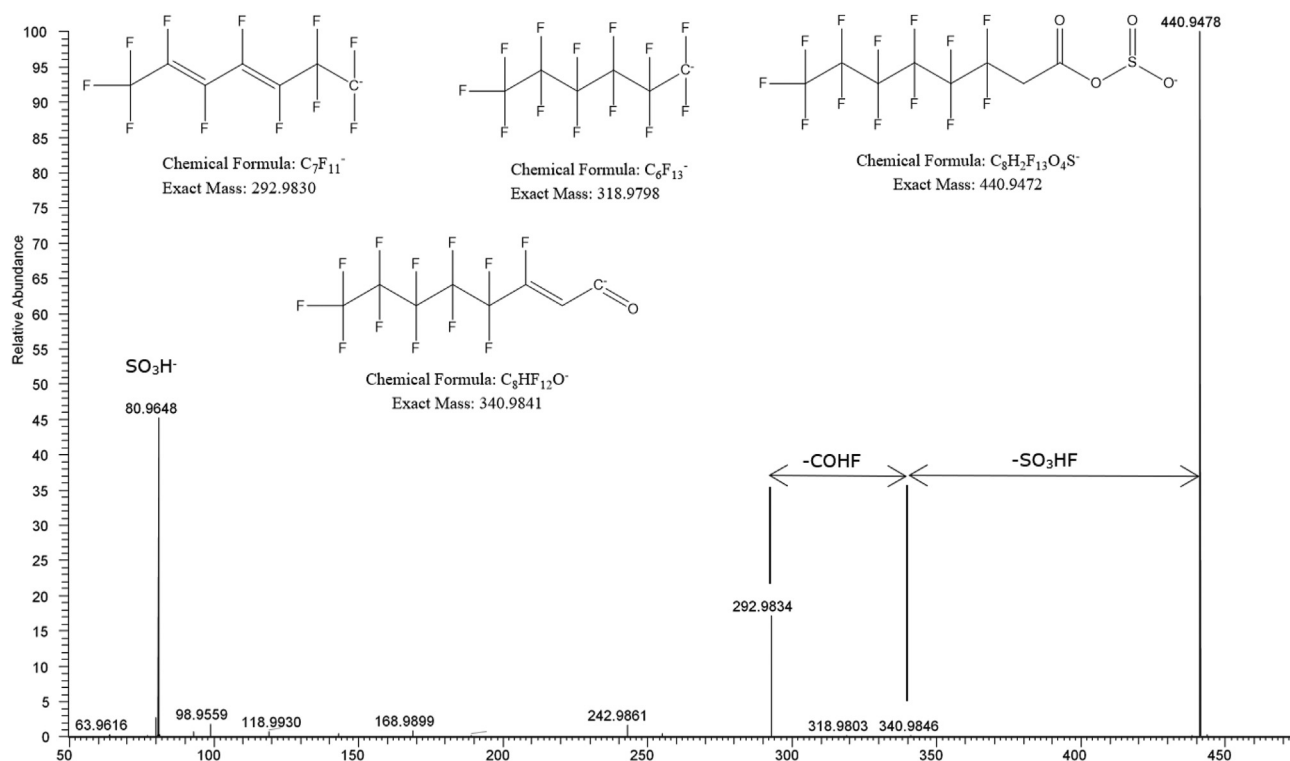 F F F F F F F F F F F C⁻
Chemical Formula: C₇F₁₁⁻
Exact Mass: 292.9830
F F F F F F F F F F F F F C⁻
Chemical Formula: C₆F₁₃⁻
Exact Mass: 318.9798
F F F F F F F F F F F F F O O S O O⁻
Chemical Formula: C₈H₂F₁₃O₄S⁻
Exact Mass: 440.9472
F F F F F F F F F F F F C⁻ O
Chemical Formula: C₈HF₁₂O⁻
Exact Mass: 340.9841
Relative Abundance
100
95
90
85
80
75
70
65
60
55
50
45
40
35
30
25
20
15
10
5
0
440.9478
SO₃H⁻
80.9648
-COHF
-SO₃HF
292.9834
63.9616
98.9559
118.9930
168.9899
242.9861
318.9803
340.9846
50
100
150
200
250
300
350
400
450